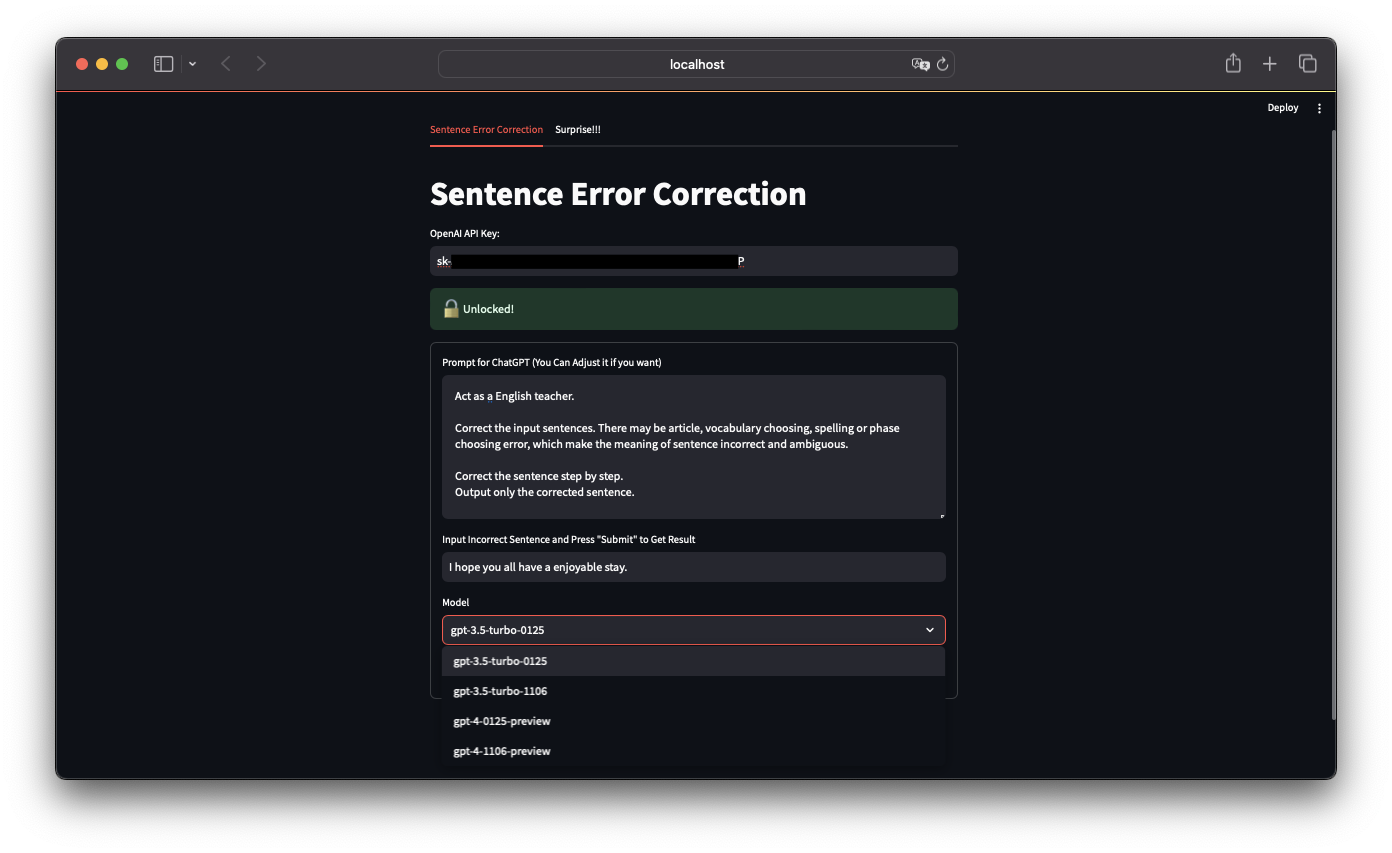 localhost
Deploy
Sentence Error Correction Surprise!!!
Sentence Error Correction
OpenAI API Key:
sk- P
Unlocked!
Prompt for ChatGPT (You Can Adjust it if you want)
Act as a English teacher.
Correct the input sentences. There may be article, vocabulary choosing, spelling or phase
choosing error, which make the meaning of sentence incorrect and ambiguous.
Correct the sentence step by step.
Output only the corrected sentence.
Input Incorrect Sentence and Press "Submit" to Get Result
I hope you all have a enjoyable stay.
Model
gpt-3.5-turbo-0125
gpt-3.5-turbo-0125
gpt-3.5-turbo-1106
gpt-4-0125-preview
gpt-4-1106-preview